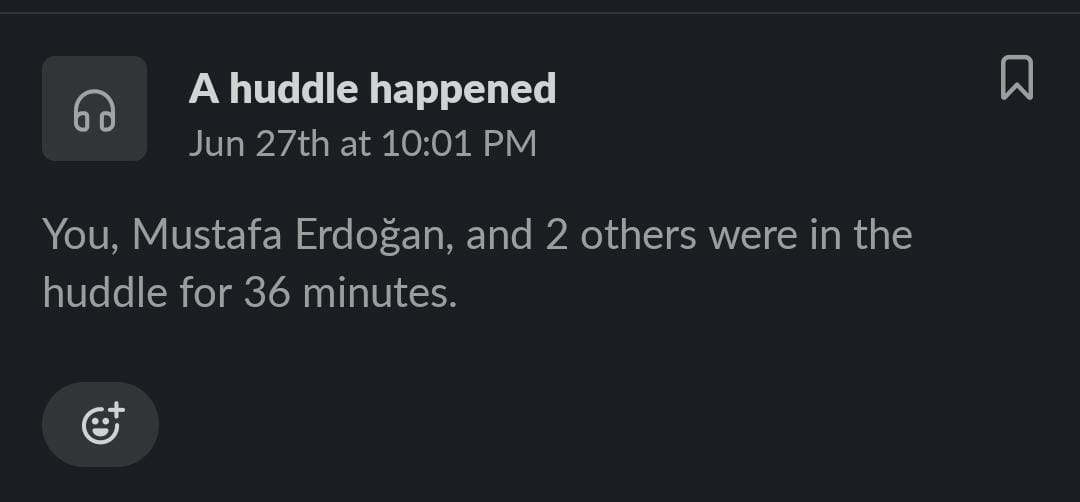 A huddle happened
Jun 27th at 10:01 PM
You, Mustafa Erdoğan, and 2 others were in the
huddle for 36 minutes.